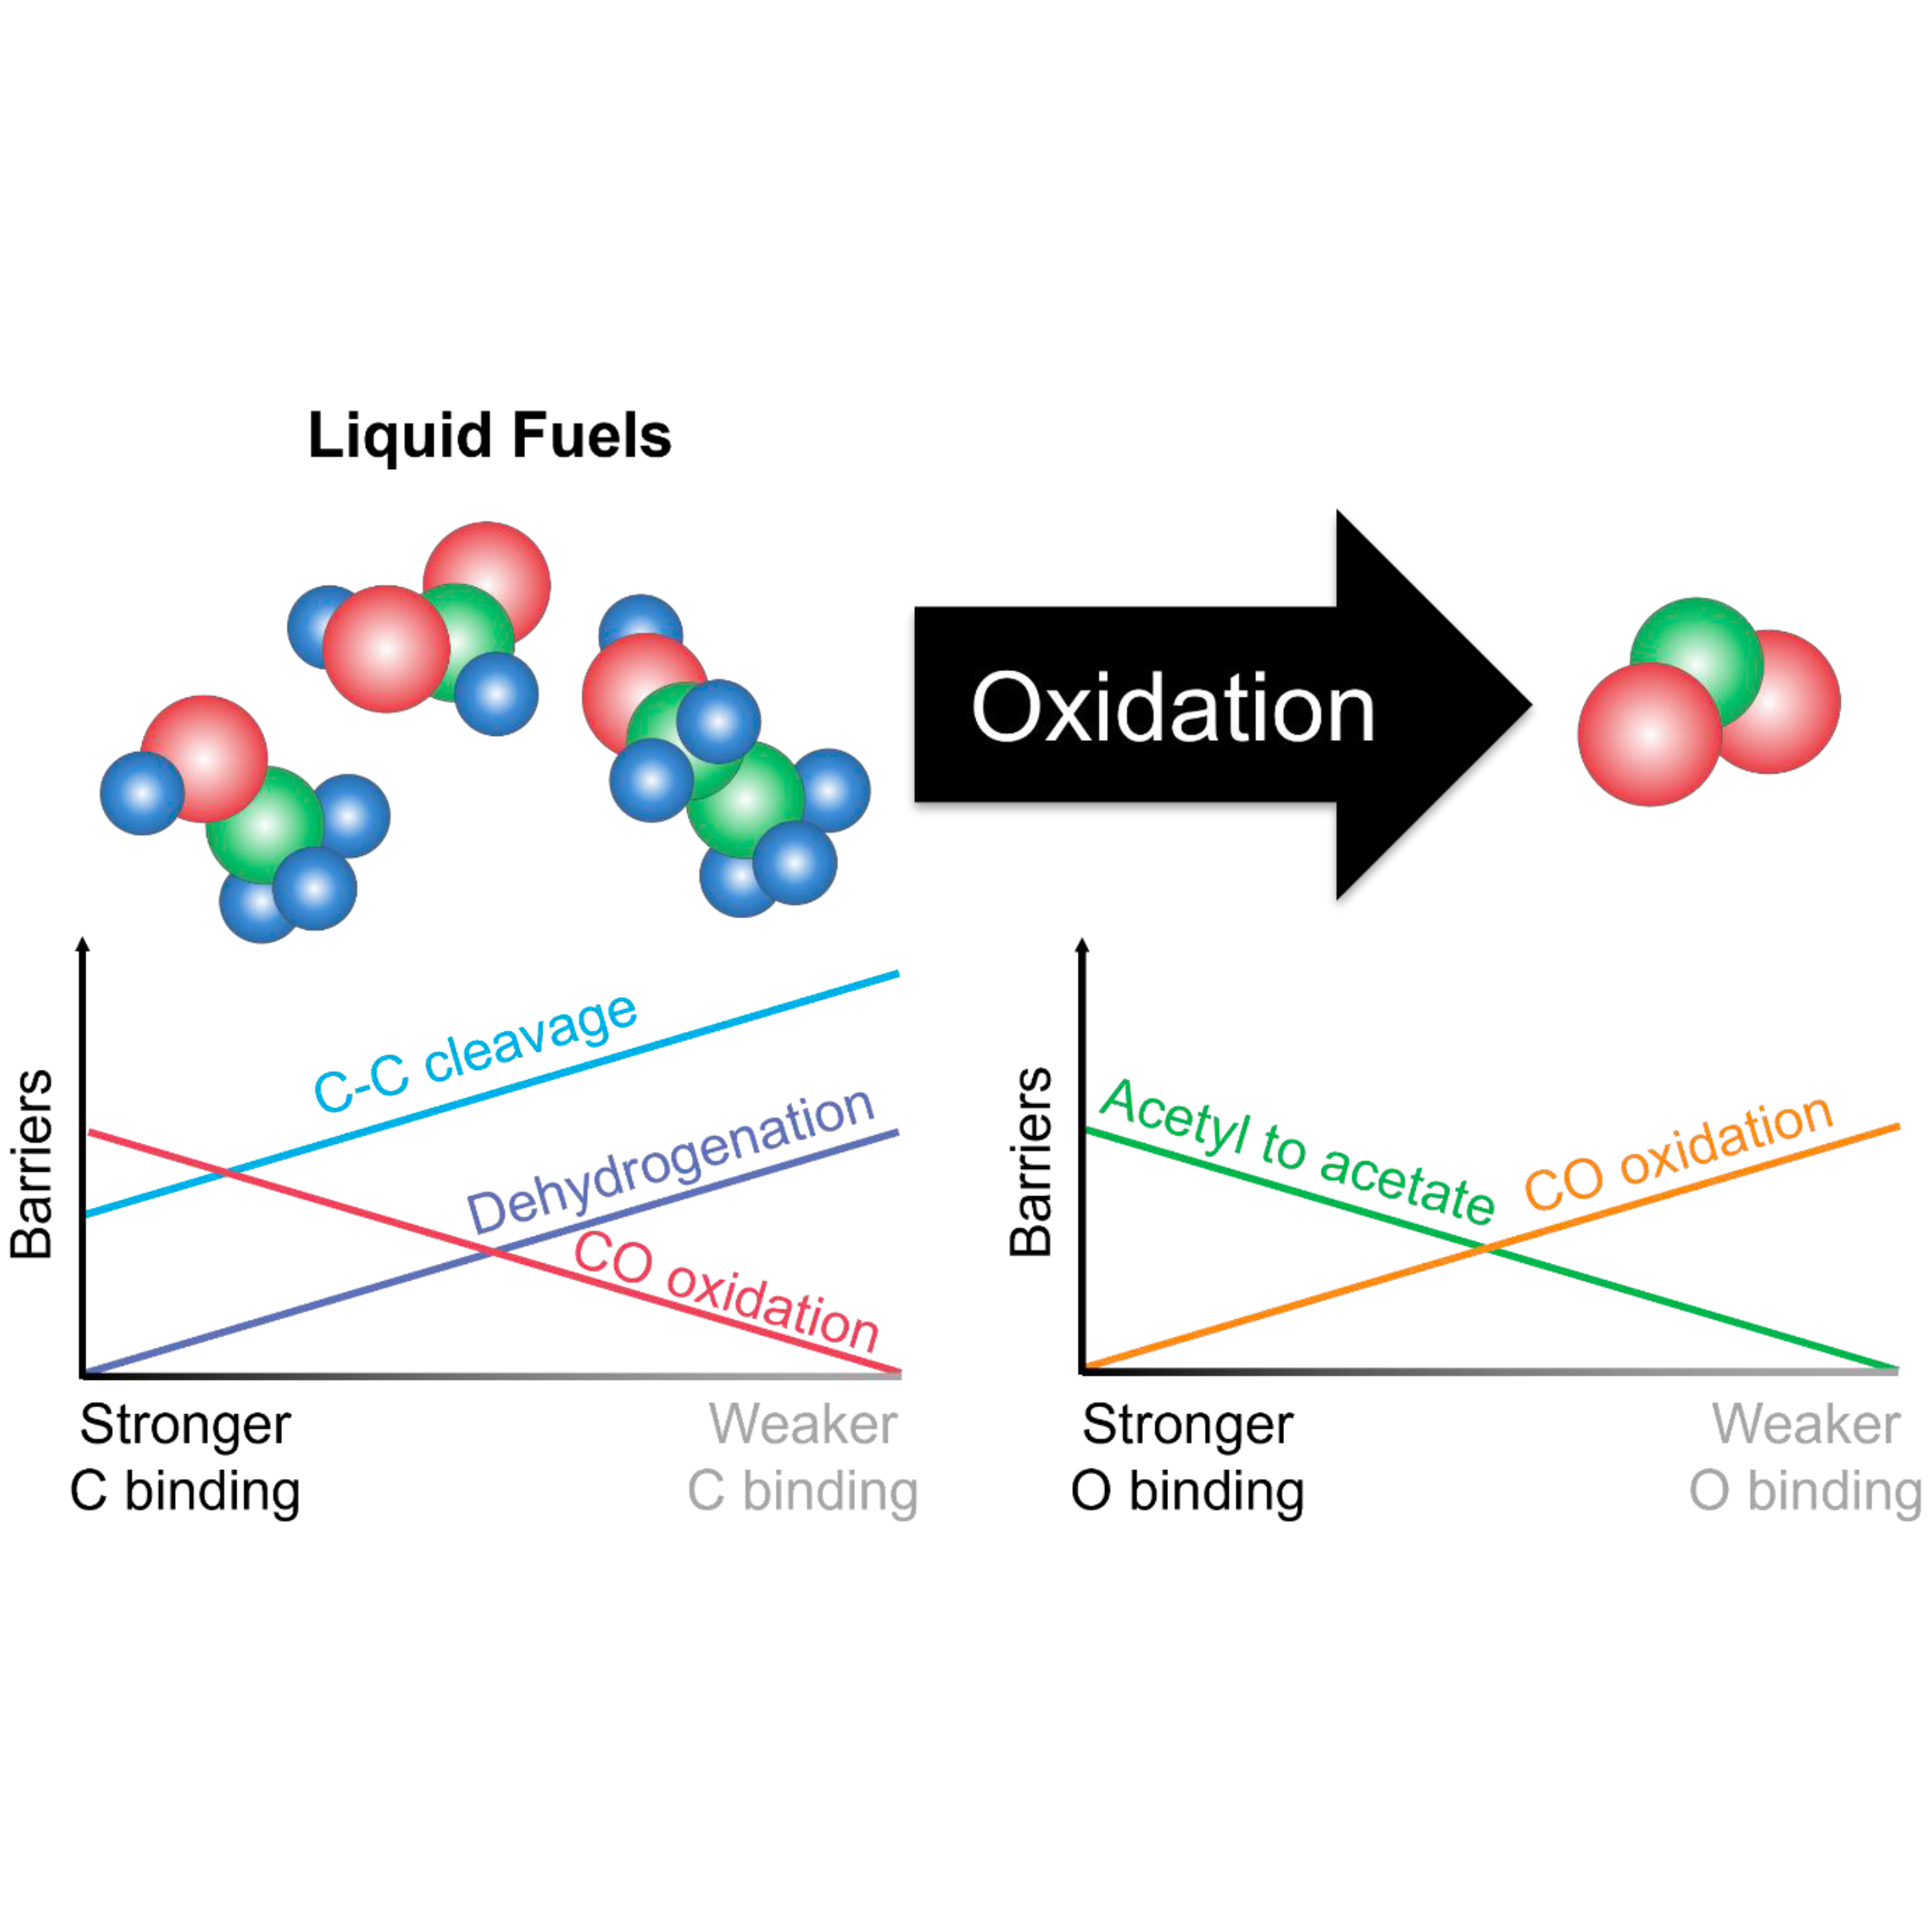 Liquid Fuels
Oxidation
Barriers
C-C cleavage
Dehydrogenation
CO oxidation
Stronger
C binding
Weaker
C binding
Barriers
Acetyl to acetate
CO oxidation
Stronger
O binding
Weaker
O binding